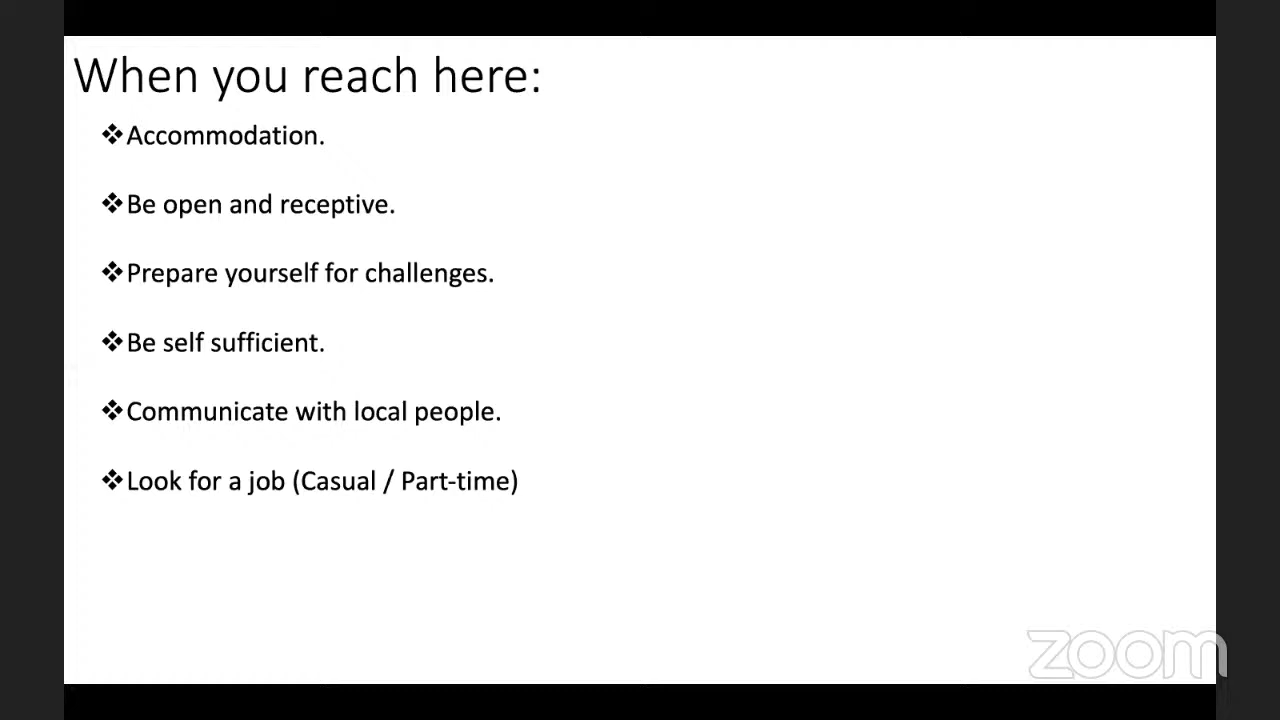 When you reach here:
❖Accommodation.
❖Be open and receptive.
❖Prepare yourself for challenges.
❖Be self sufficient.
❖Communicate with local people.
❖Look for a job (Casual / Part-time)
zoom